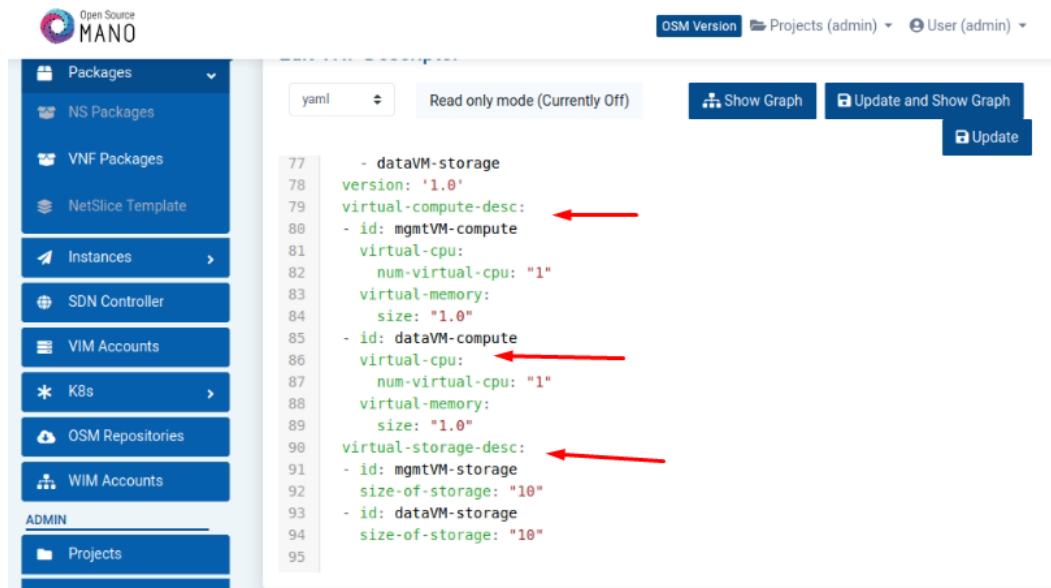 Open Source
MANO
OSM Version Projects (admin) User (admin)
Packages
NS Packages
VNF Packages
NetSlice Template
Instances
SDN Controller
VIM Accounts
K8s
OSM Repositories
WIM Accounts
ADMIN
Projects
yaml Read only mode (Currently Off) Show Graph Update and Show Graph
Update
77 - dataVM-storage
78 version: '1.0'
79 virtual-compute-desc:
80 - id: mgmtVM-compute
81 virtual-cpu:
82 num-virtual-cpu: "1"
83 virtual-memory:
84 size: "1.0"
85 - id: dataVM-compute
86 virtual-cpu:
87 num-virtual-cpu: "1"
88 virtual-memory:
89 size: "1.0"
90 virtual-storage-desc:
91 - id: mgmtVM-storage
92 size-of-storage: "10"
93 - id: dataVM-storage
94 size-of-storage: "10"
95